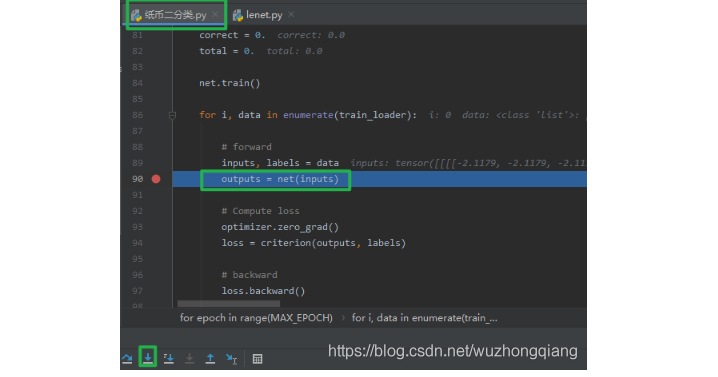 纸币二分类.py × lenet.py ×
81 correct = 0. correct: 0.0
82 total = 0. total: 0.0
83
84 net.train()
85
86 for i, data in enumerate(train_loader): i: 0 data: <class 'list'>:
87
88 # forward
89 inputs, labels = data inputs: tensor([[[[-2.1179, -2.1179, -2.11
90 outputs = net(inputs)
91
92 # Compute loss
93 optimizer.zero_grad()
94 loss = criterion(outputs, labels)
95
96 # backward
97 loss.backward()
98
for epoch in range(MAX_EPOCH) › for i, data in enumerate(train_...
https://blog.csdn.net/wuzhongqiang